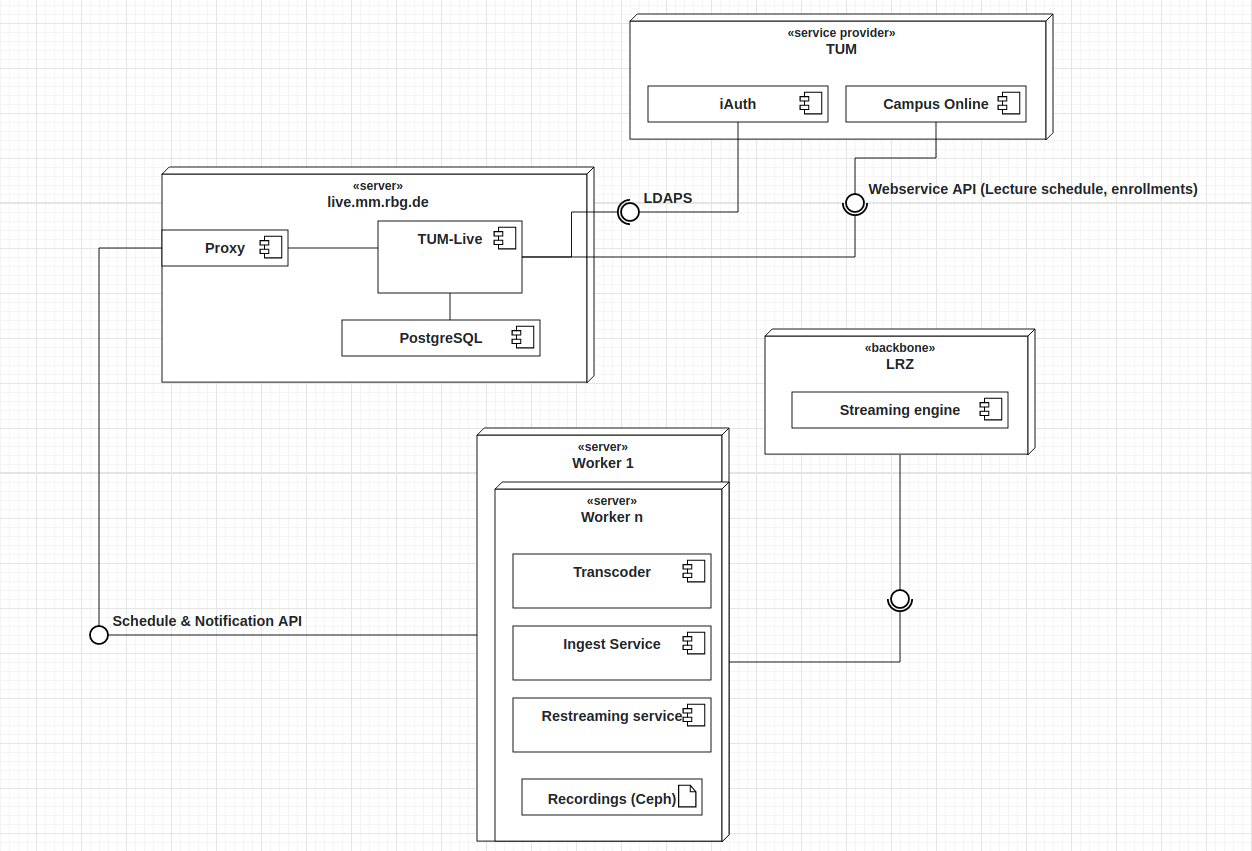 «service provider»
TUM
iAuth
Campus Online
«server»
live.mm.rbg.de
LDAPS
Webservice API (Lecture schedule, enrollments)
Proxy
TUM-Live
PostgreSQL
«backbone»
LRZ
Streaming engine
«server»
Worker 1
«server»
Worker n
Transcoder
Schedule & Notification API
Ingest Service
Restreaming service
Recordings (Ceph)